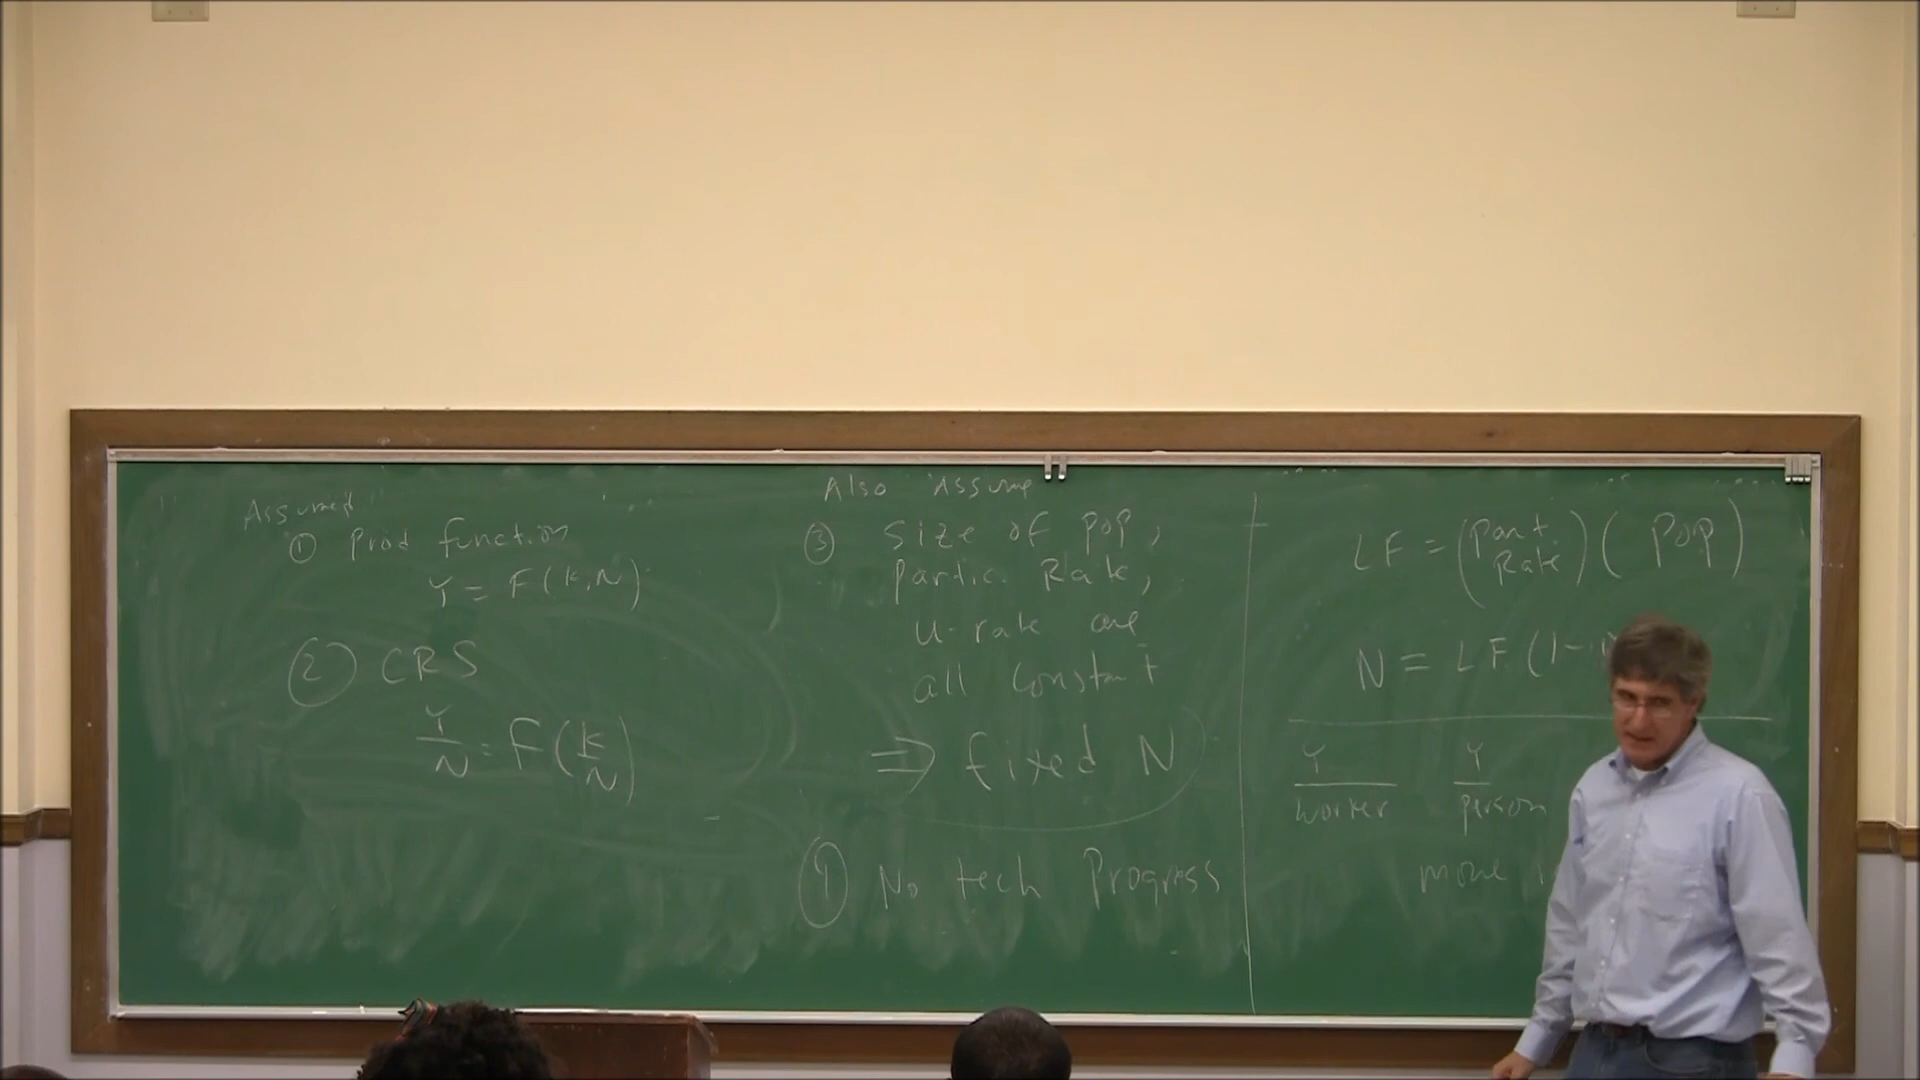 Assumed
① Prod function
Y = F(K,N)
② CRS
Y/N = F(K/N)
Also Assume
③ Size of pop,
partic. Rate,
u-rate are
all constant
⇒ fixed N
④ No tech Progress
LF = (Part. Rate)(Pop)
N = LF(1-
Y/worker Y/person
more